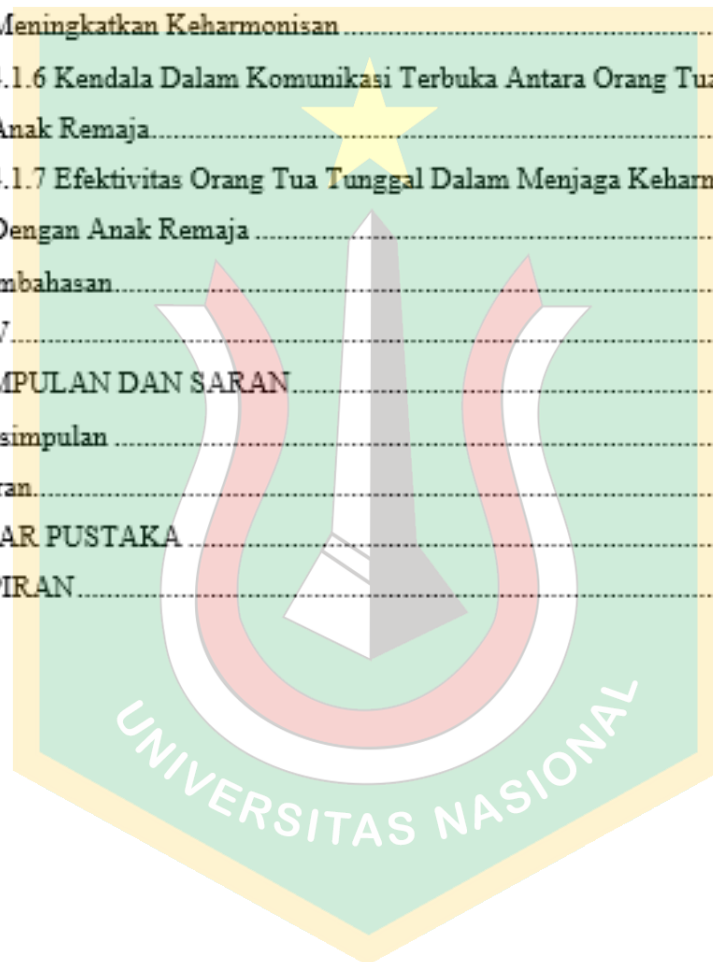 Meningkatkan Keharmonisan........................................
4.1.6 Kendala Dalam Komunikasi Terbuka Antara Orang Tua
Anak Remaja........................................
4.1.7 Efektivitas Orang Tua Tunggal Dalam Menjaga Keharm
Dengan Anak Remaja........................................
mbahasan........................................
V........................................
MPULAN DAN SARAN........................................
simpulan........................................
ran........................................
AR PUSTAKA........................................
PIRAN........................................
UNIVERSITAS NASIONAL